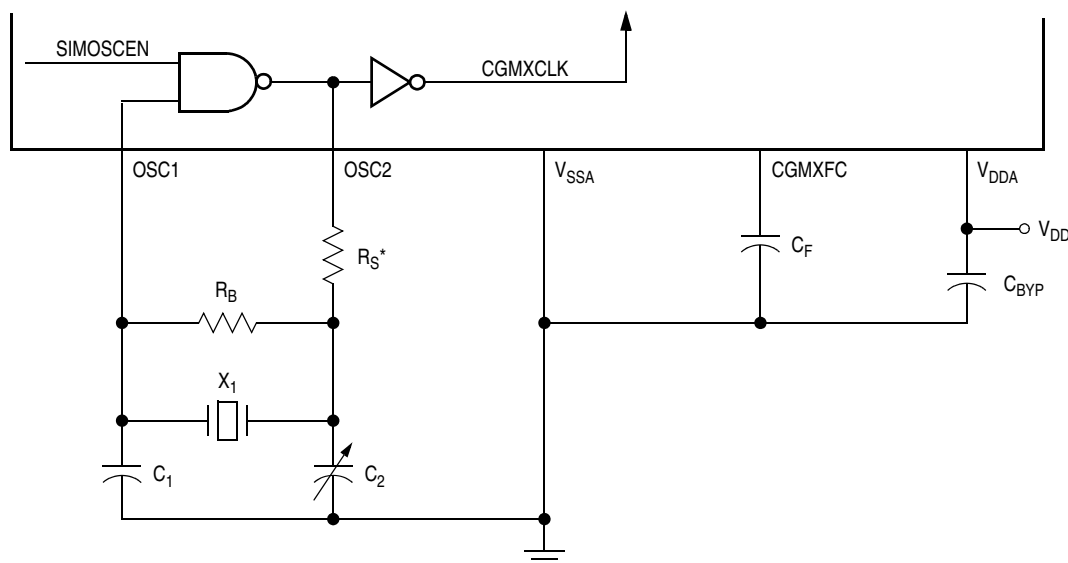 SIMOSCEN
CGMXCLK
OSC1
OSC2
VSSA
CGMXFC
VDDA
VDD
RS*
CF
CBYP
RB
X1
C1
C2